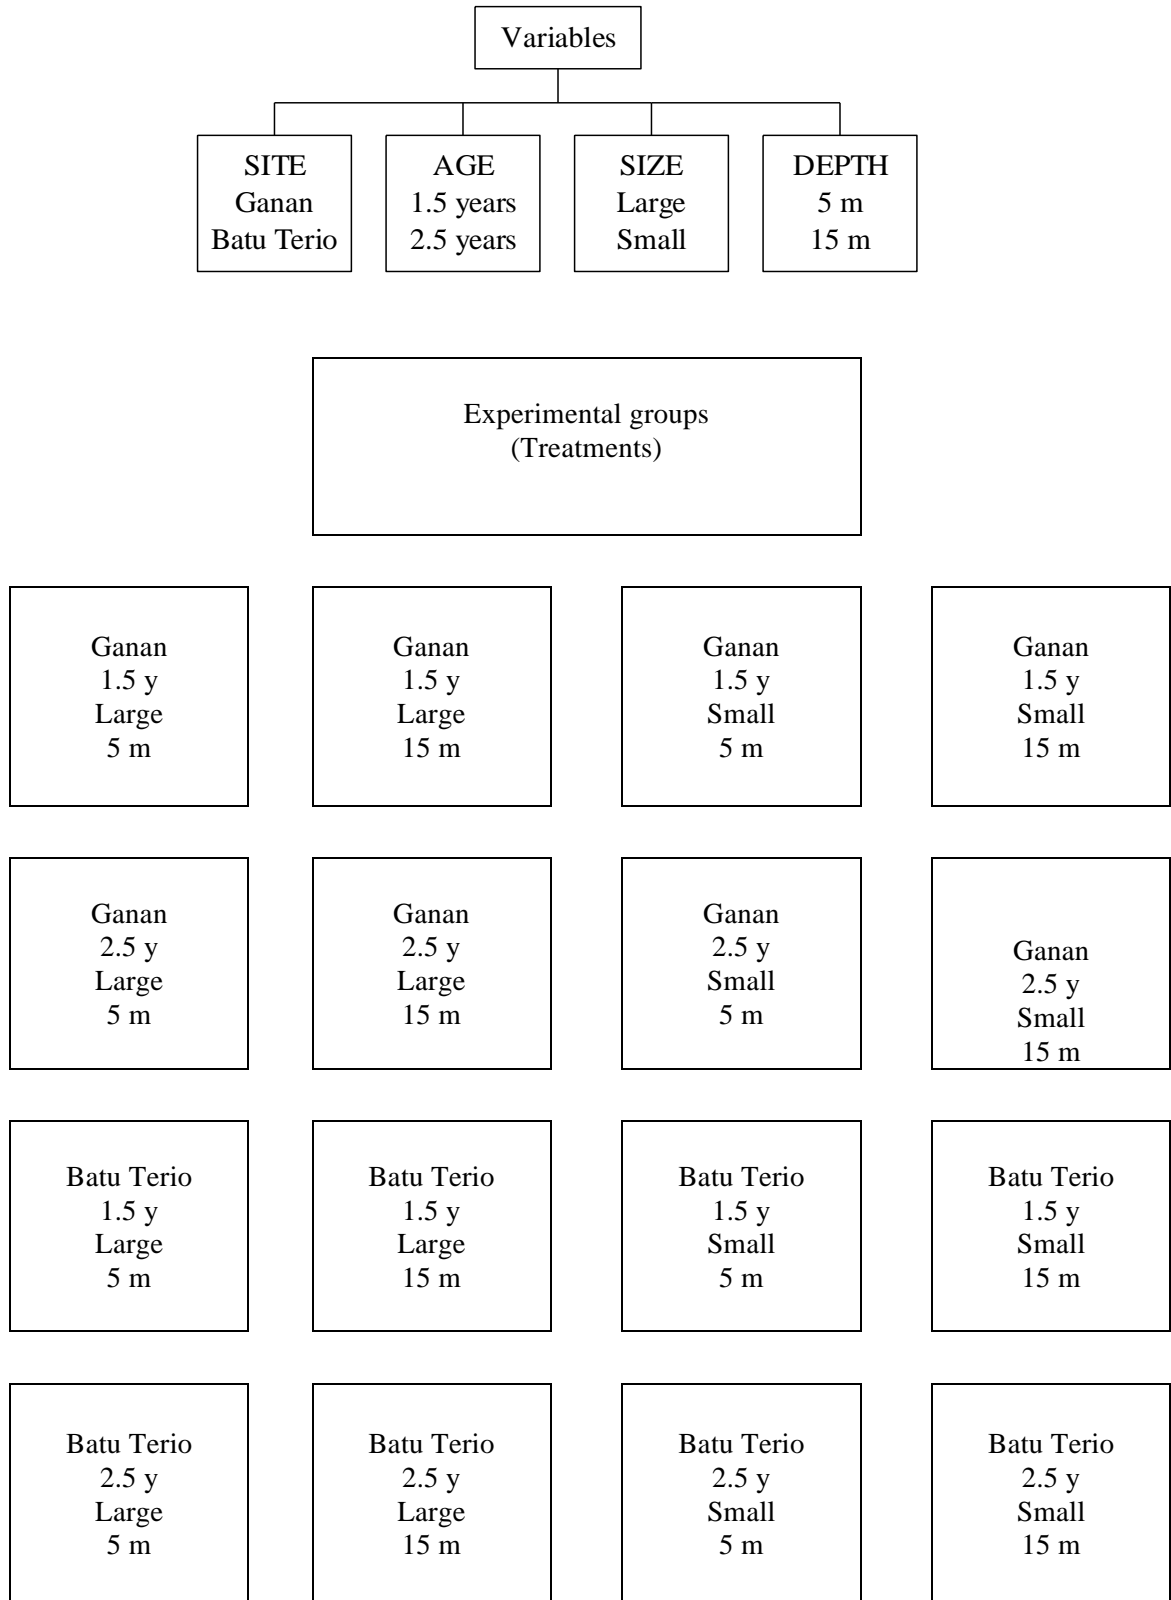 Variables
SITE
Ganan
Batu Terio
AGE
1.5 years
2.5 years
SIZE
Large
Small
DEPTH
5 m
15 m
Experimental groups
(Treatments)
Ganan
1.5 y
Large
5 m
Ganan
1.5 y
Large
15 m
Ganan
1.5 y
Small
5 m
Ganan
1.5 y
Small
15 m
Ganan
2.5 y
Large
5 m
Ganan
2.5 y
Large
15 m
Ganan
2.5 y
Small
5 m
Ganan
2.5 y
Small
15 m
Batu Terio
1.5 y
Large
5 m
Batu Terio
1.5 y
Large
15 m
Batu Terio
1.5 y
Small
5 m
Batu Terio
1.5 y
Small
15 m
Batu Terio
2.5 y
Large
5 m
Batu Terio
2.5 y
Large
15 m
Batu Terio
2.5 y
Small
5 m
Batu Terio
2.5 y
Small
15 m